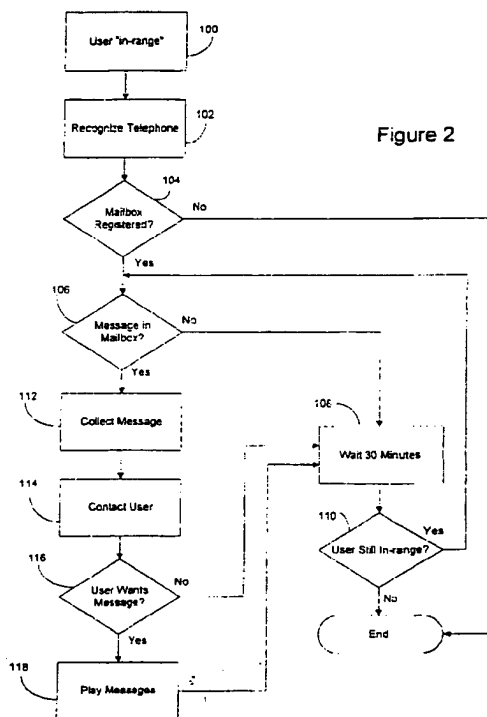 100
User "in-range"
102
Recognize Telephone
Figure 2
104
Mailbox
Registered?
No
Yes
106
Message in
Mailbox?
No
Yes
112
Collect Message
108
Wait 30 Minutes
114
Contact User
110
User Still In-range?
Yes
No
116
User Wants
Message?
No
Yes
End
118
Play Messages